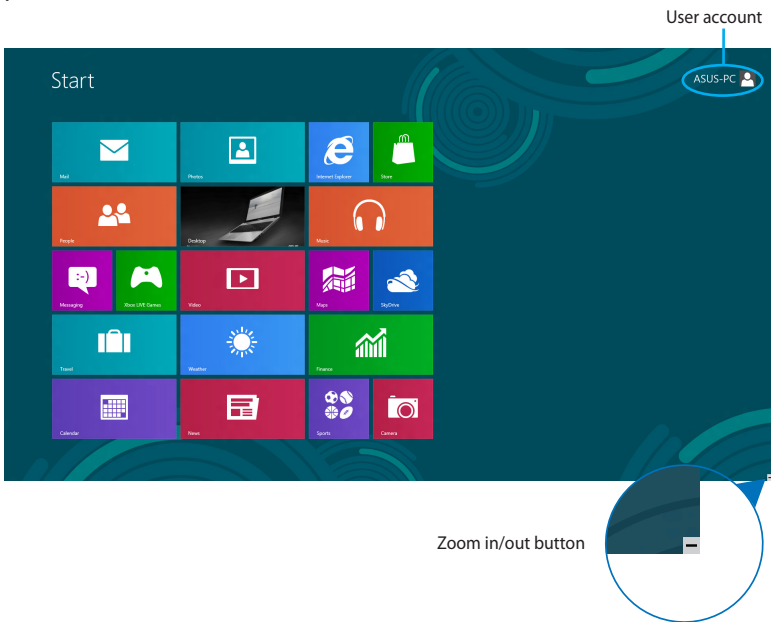 User account
Start
ASUS-PC
Mail
Photos
Internet Explorer
Store
People
Desktop
Music
Messaging
Xbox LIVE Games
Video
Maps
SkyDrive
Travel
Weather
Finance
Calendar
News
Sports
Camera
Zoom in/out button